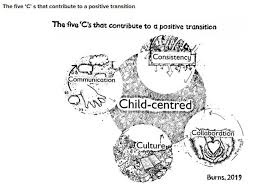 The five 'C' s that contribute to a positive transition
The five 'C's that contribute to a positive transition
Consistency
Communication
Child-centred
Collaboration
Culture
Burns, 2019